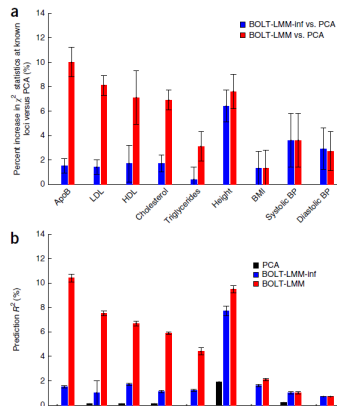 a
14
12
10
8
6
4
2
0
Percent increase in χ² statistics at known
loci versus PCA (%)
BOLT-LMM-inf vs. PCA
BOLT-LMM vs. PCA
ApoB
LDL
HDL
Cholesterol
Triglycerides
Height
BMI
Systolic BP
Diastolic BP
b
14
12
10
8
6
4
2
0
Prediction R² (%)
PCA
BOLT-LMM-inf
BOLT-LMM